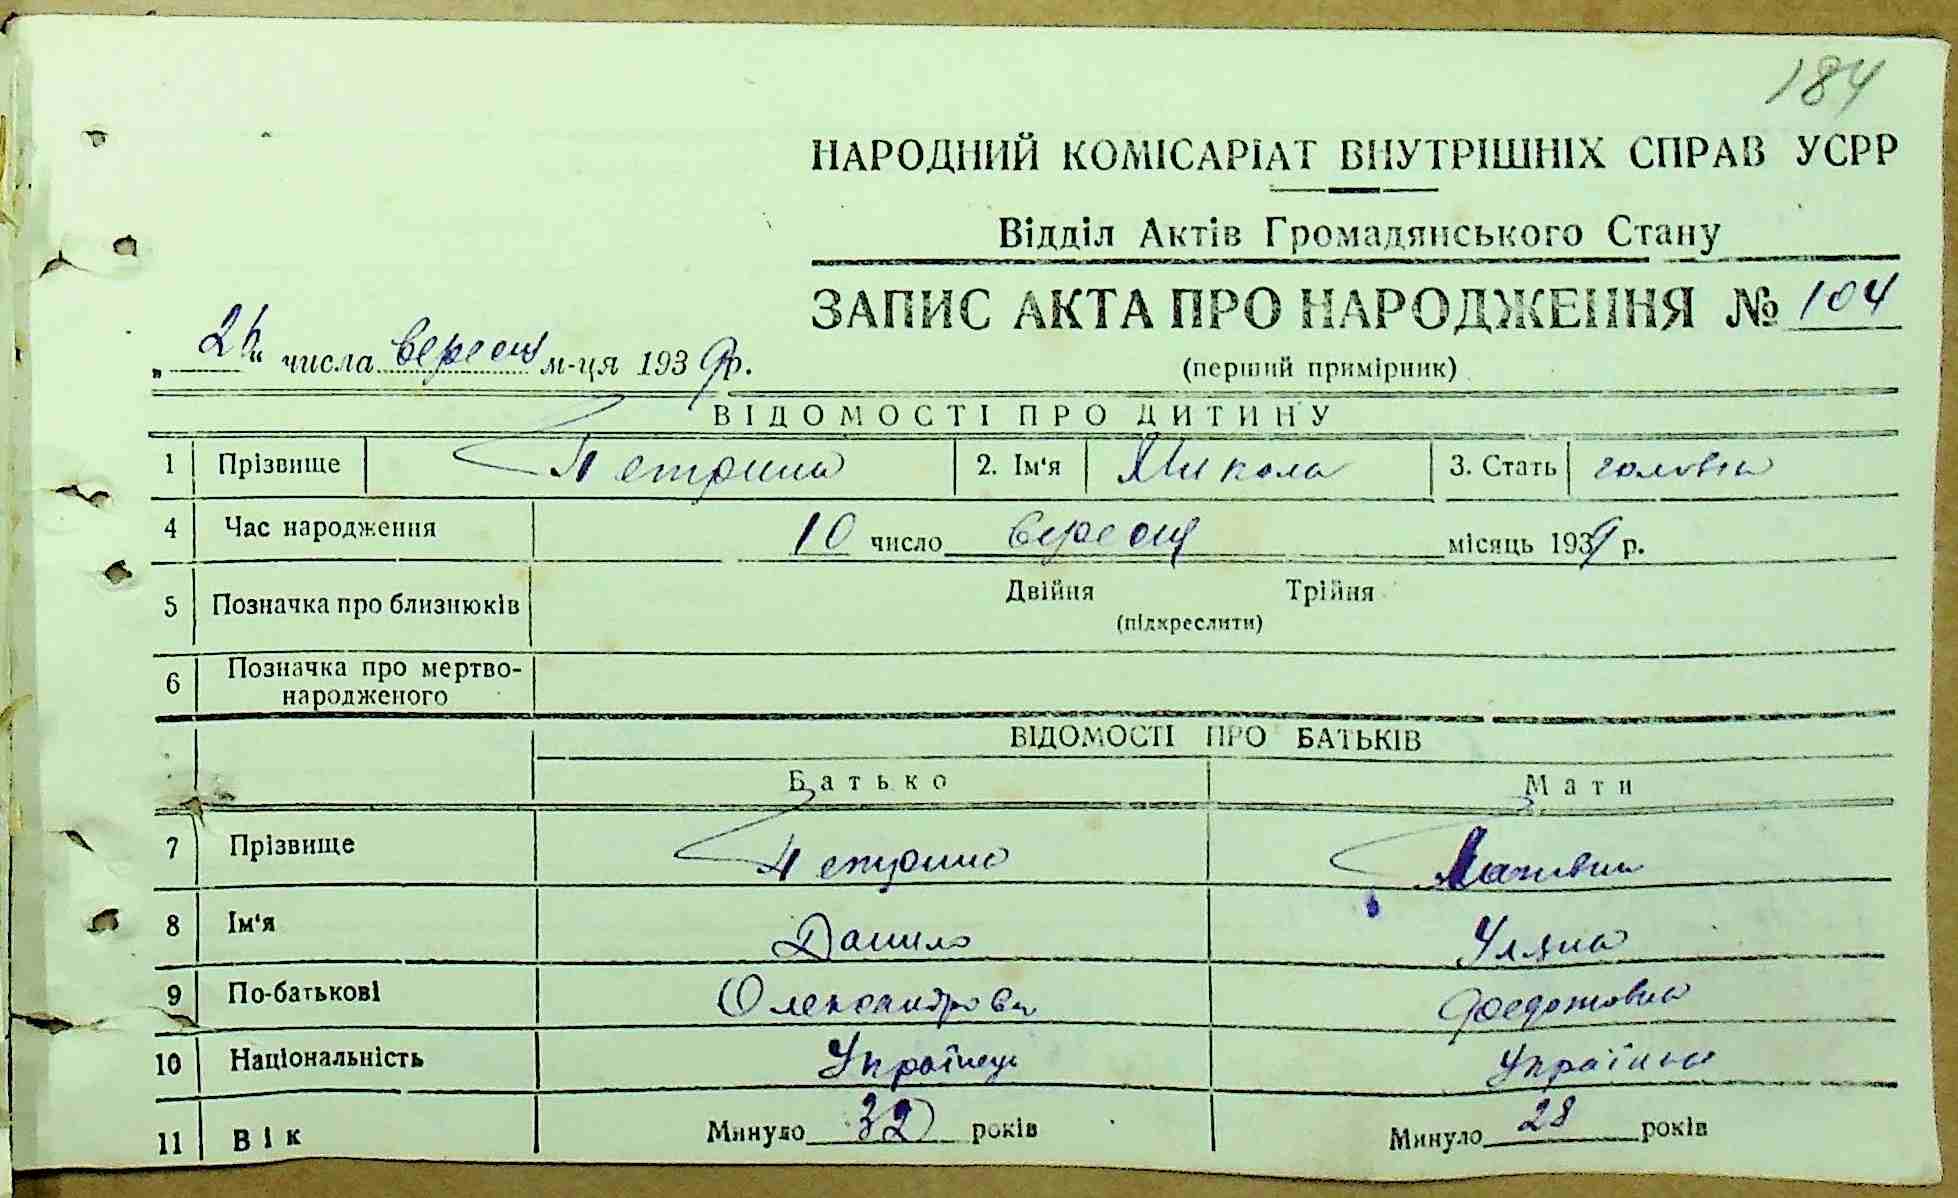 184
НАРОДНИЙ КОМІСАРІАТ ВНУТРІШНІХ СПРАВ УСРР
Відділ Актів Громадянського Стану
ЗАПИС АКТА ПРО НАРОДЖЕННЯ № 104
(перший примірник)
числа вересня м-ця 1939 р.
ВІДОМОСТІ ПРО ДИТИНУ
1 Прізвище Петрина 2. Ім'я Микола 3. Стать
4 Час народження 10 число вересня місяць 1939 р.
5 Позначка про близнюків Двійня Трійня
(підкреслити)
6 Позначка про мертво-
народженого
ВІДОМОСТІ ПРО БАТЬКІВ
Батько Мати
7 Прізвище Петрина
8 Ім'я Данило Уляна
9 По-батькові Олександрович Федотовна
10 Національність Українець Українка
11 Вік Минуло 32 років Минуло 28 років